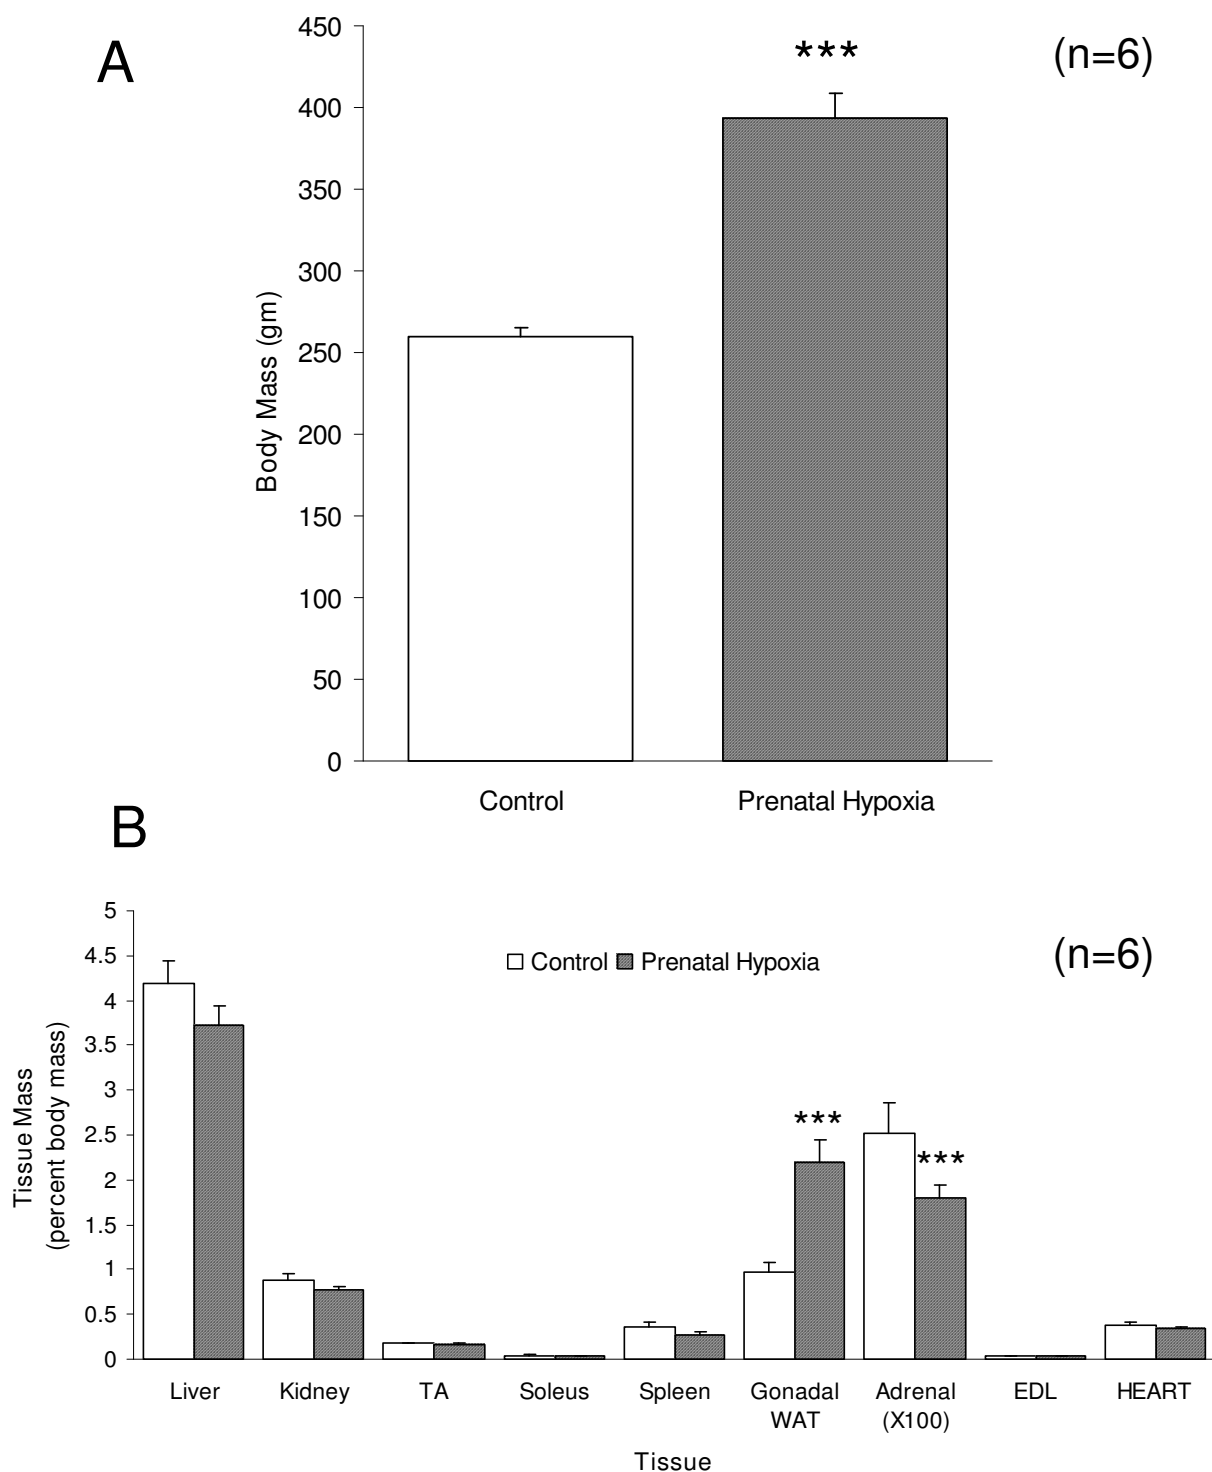 A
(n=6)
***
450
400
350
300
250
200
150
100
50
0
Body Mass (gm)
Control
Prenatal Hypoxia
B
(n=6)
Control
Prenatal Hypoxia
5
4.5
4
3.5
3
2.5
2
1.5
1
0.5
0
Tissue Mass
(percent body mass)
***
***
Liver
Kidney
TA
Soleus
Spleen
Gonadal
WAT
Adrenal
(X100)
EDL
HEART
Tissue